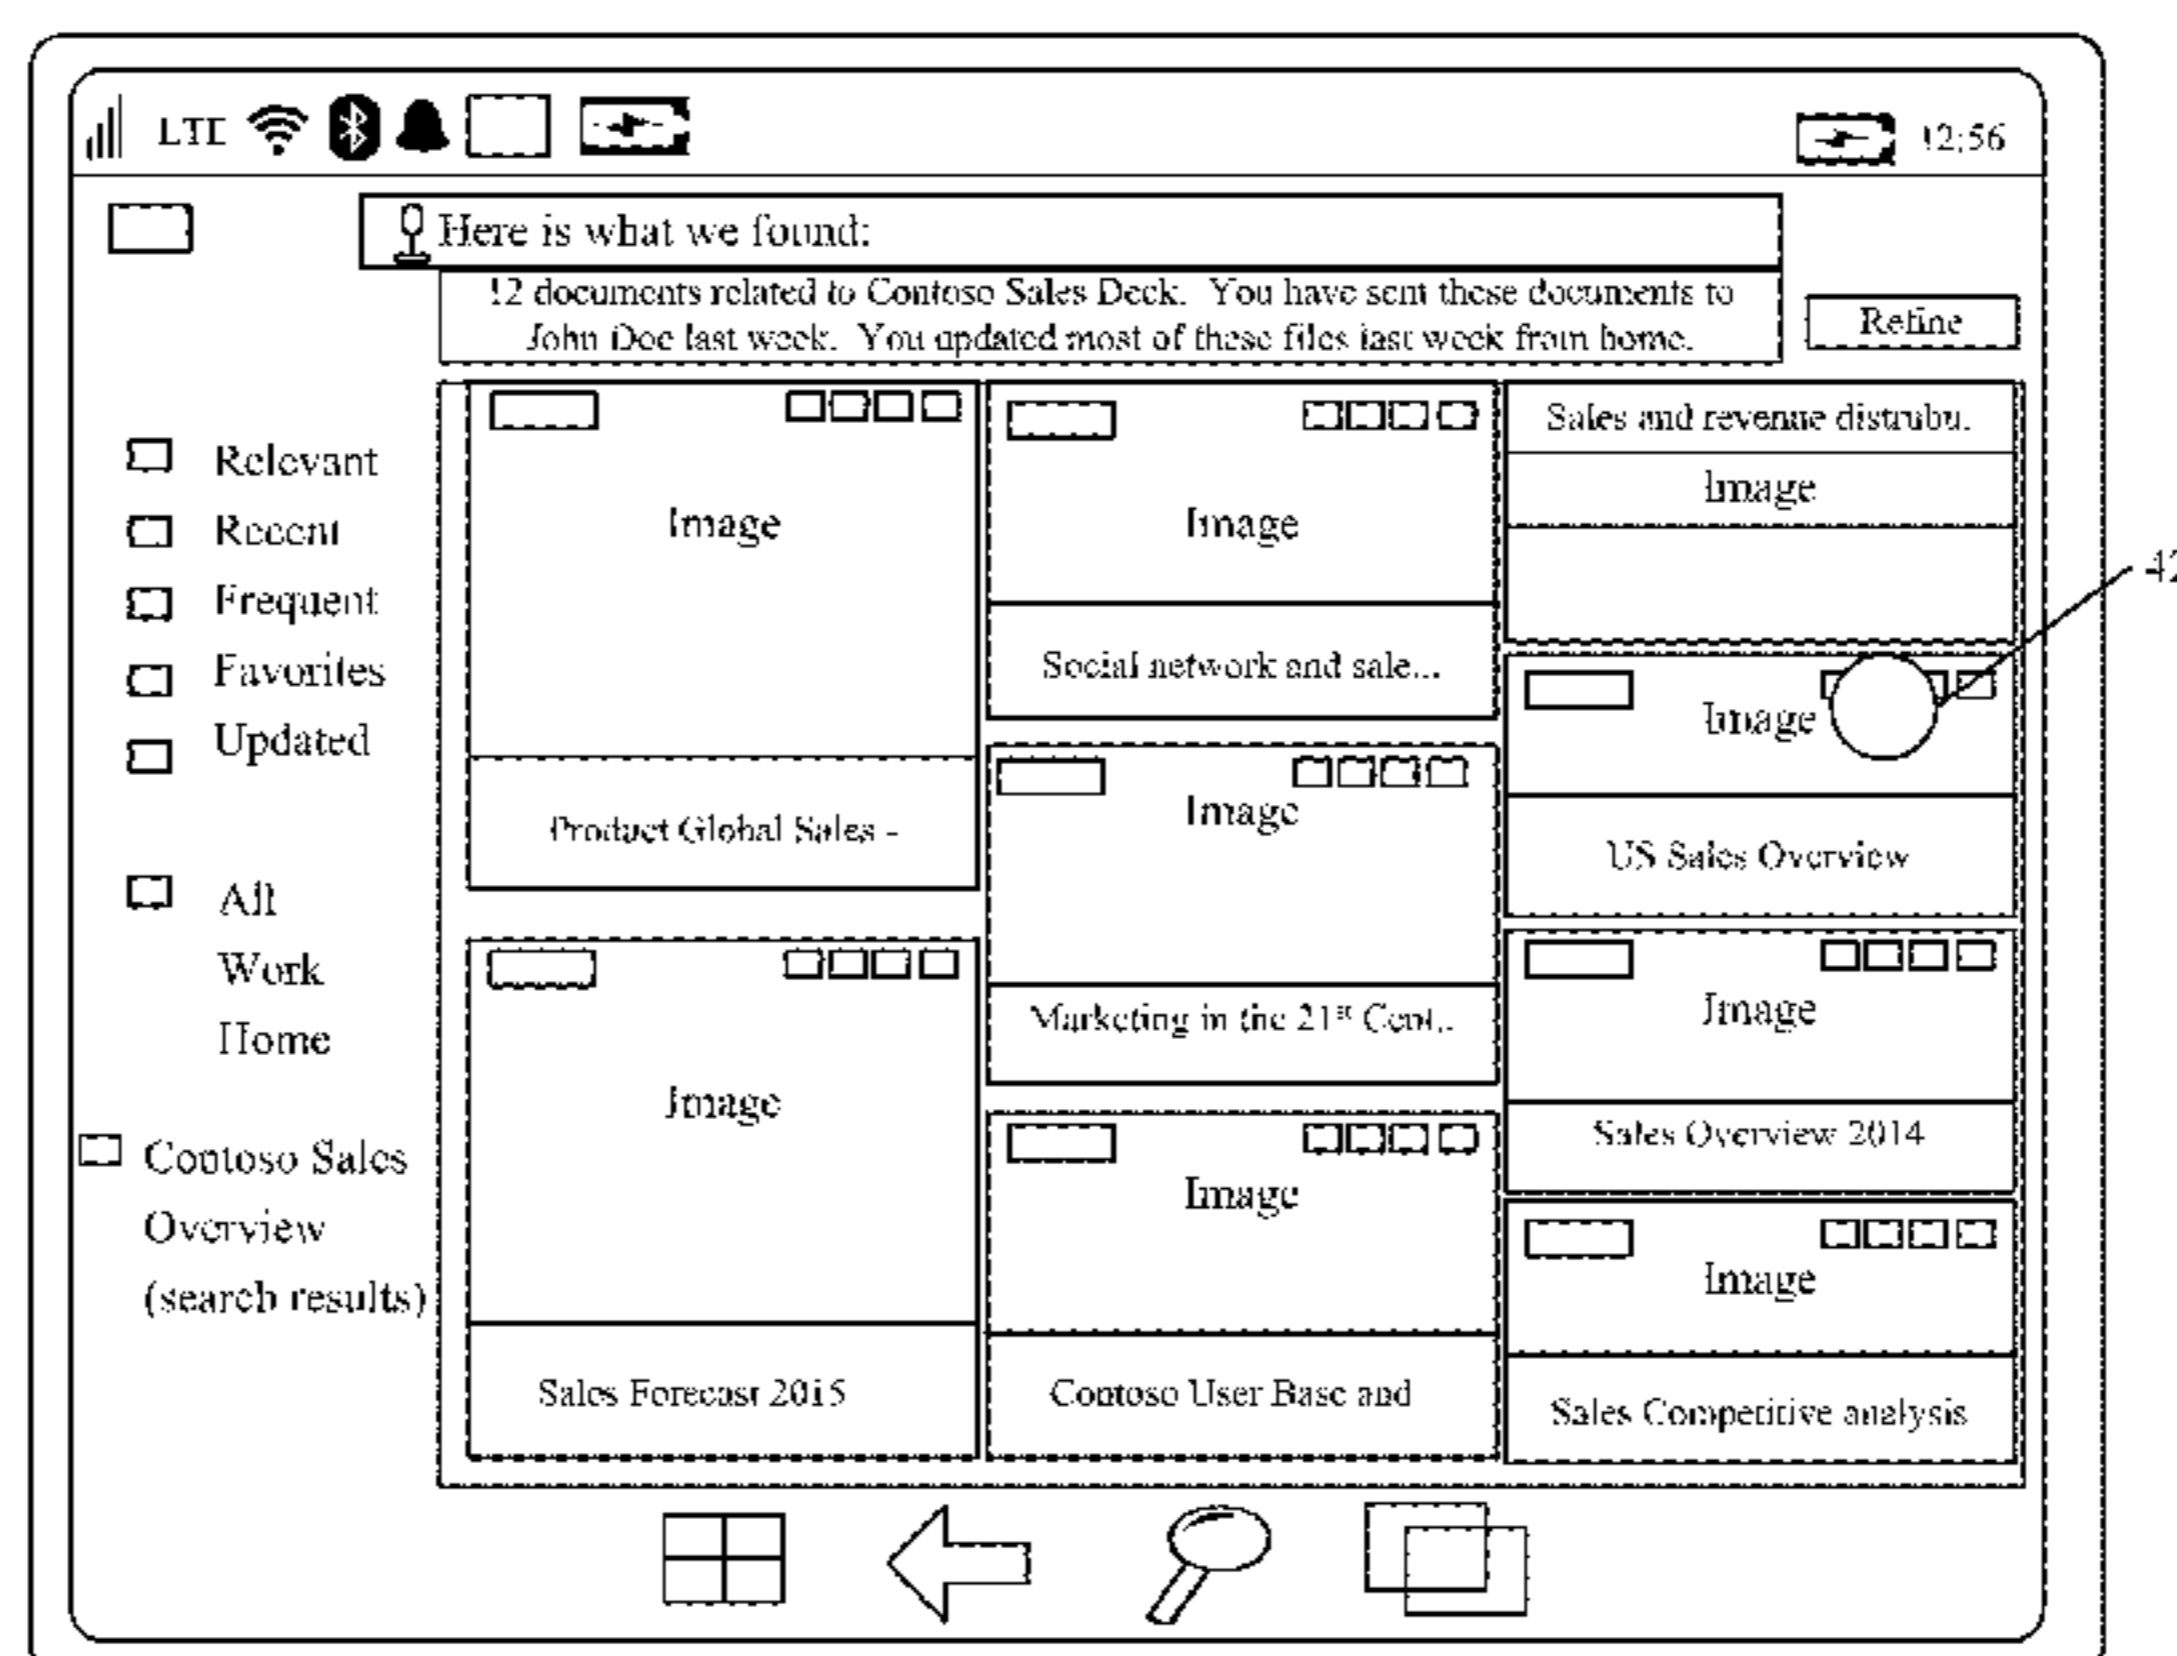 LTE
12:56
Here is what we found:
12 documents related to Contoso Sales Deck. You have sent these documents to
John Doe last week. You updated most of these files last week from home.
Refine
Relevant
Recent
Frequent
Favorites
Updated
All
Work
Home
Contoso Sales
Overview
(search results)
Image
Product Global Sales -
Image
Sales Forecast 2015
Image
Social network and sale...
Image
Marketing in the 21st Cent..
Image
Contoso User Base and
Sales and revenue distrubu.
Image
Image
US Sales Overview
Image
Sales Overview 2014
Image
Sales Competitive analysis